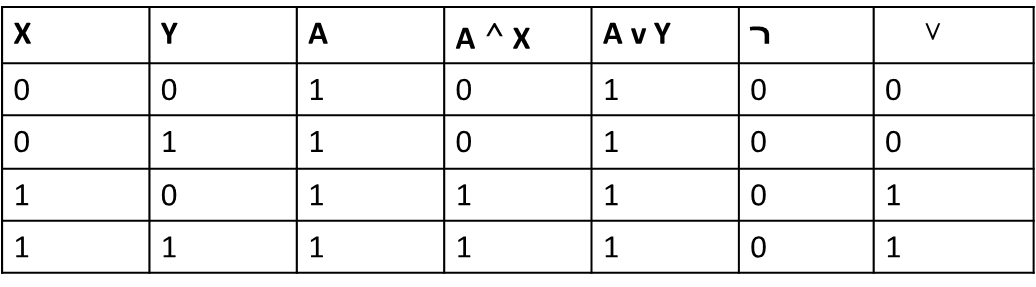 X Y A A ^ X A v Y ┐ ∨
0 0 1 0 1 0 0
0 1 1 0 1 0 0
1 0 1 1 1 0 1
1 1 1 1 1 0 1